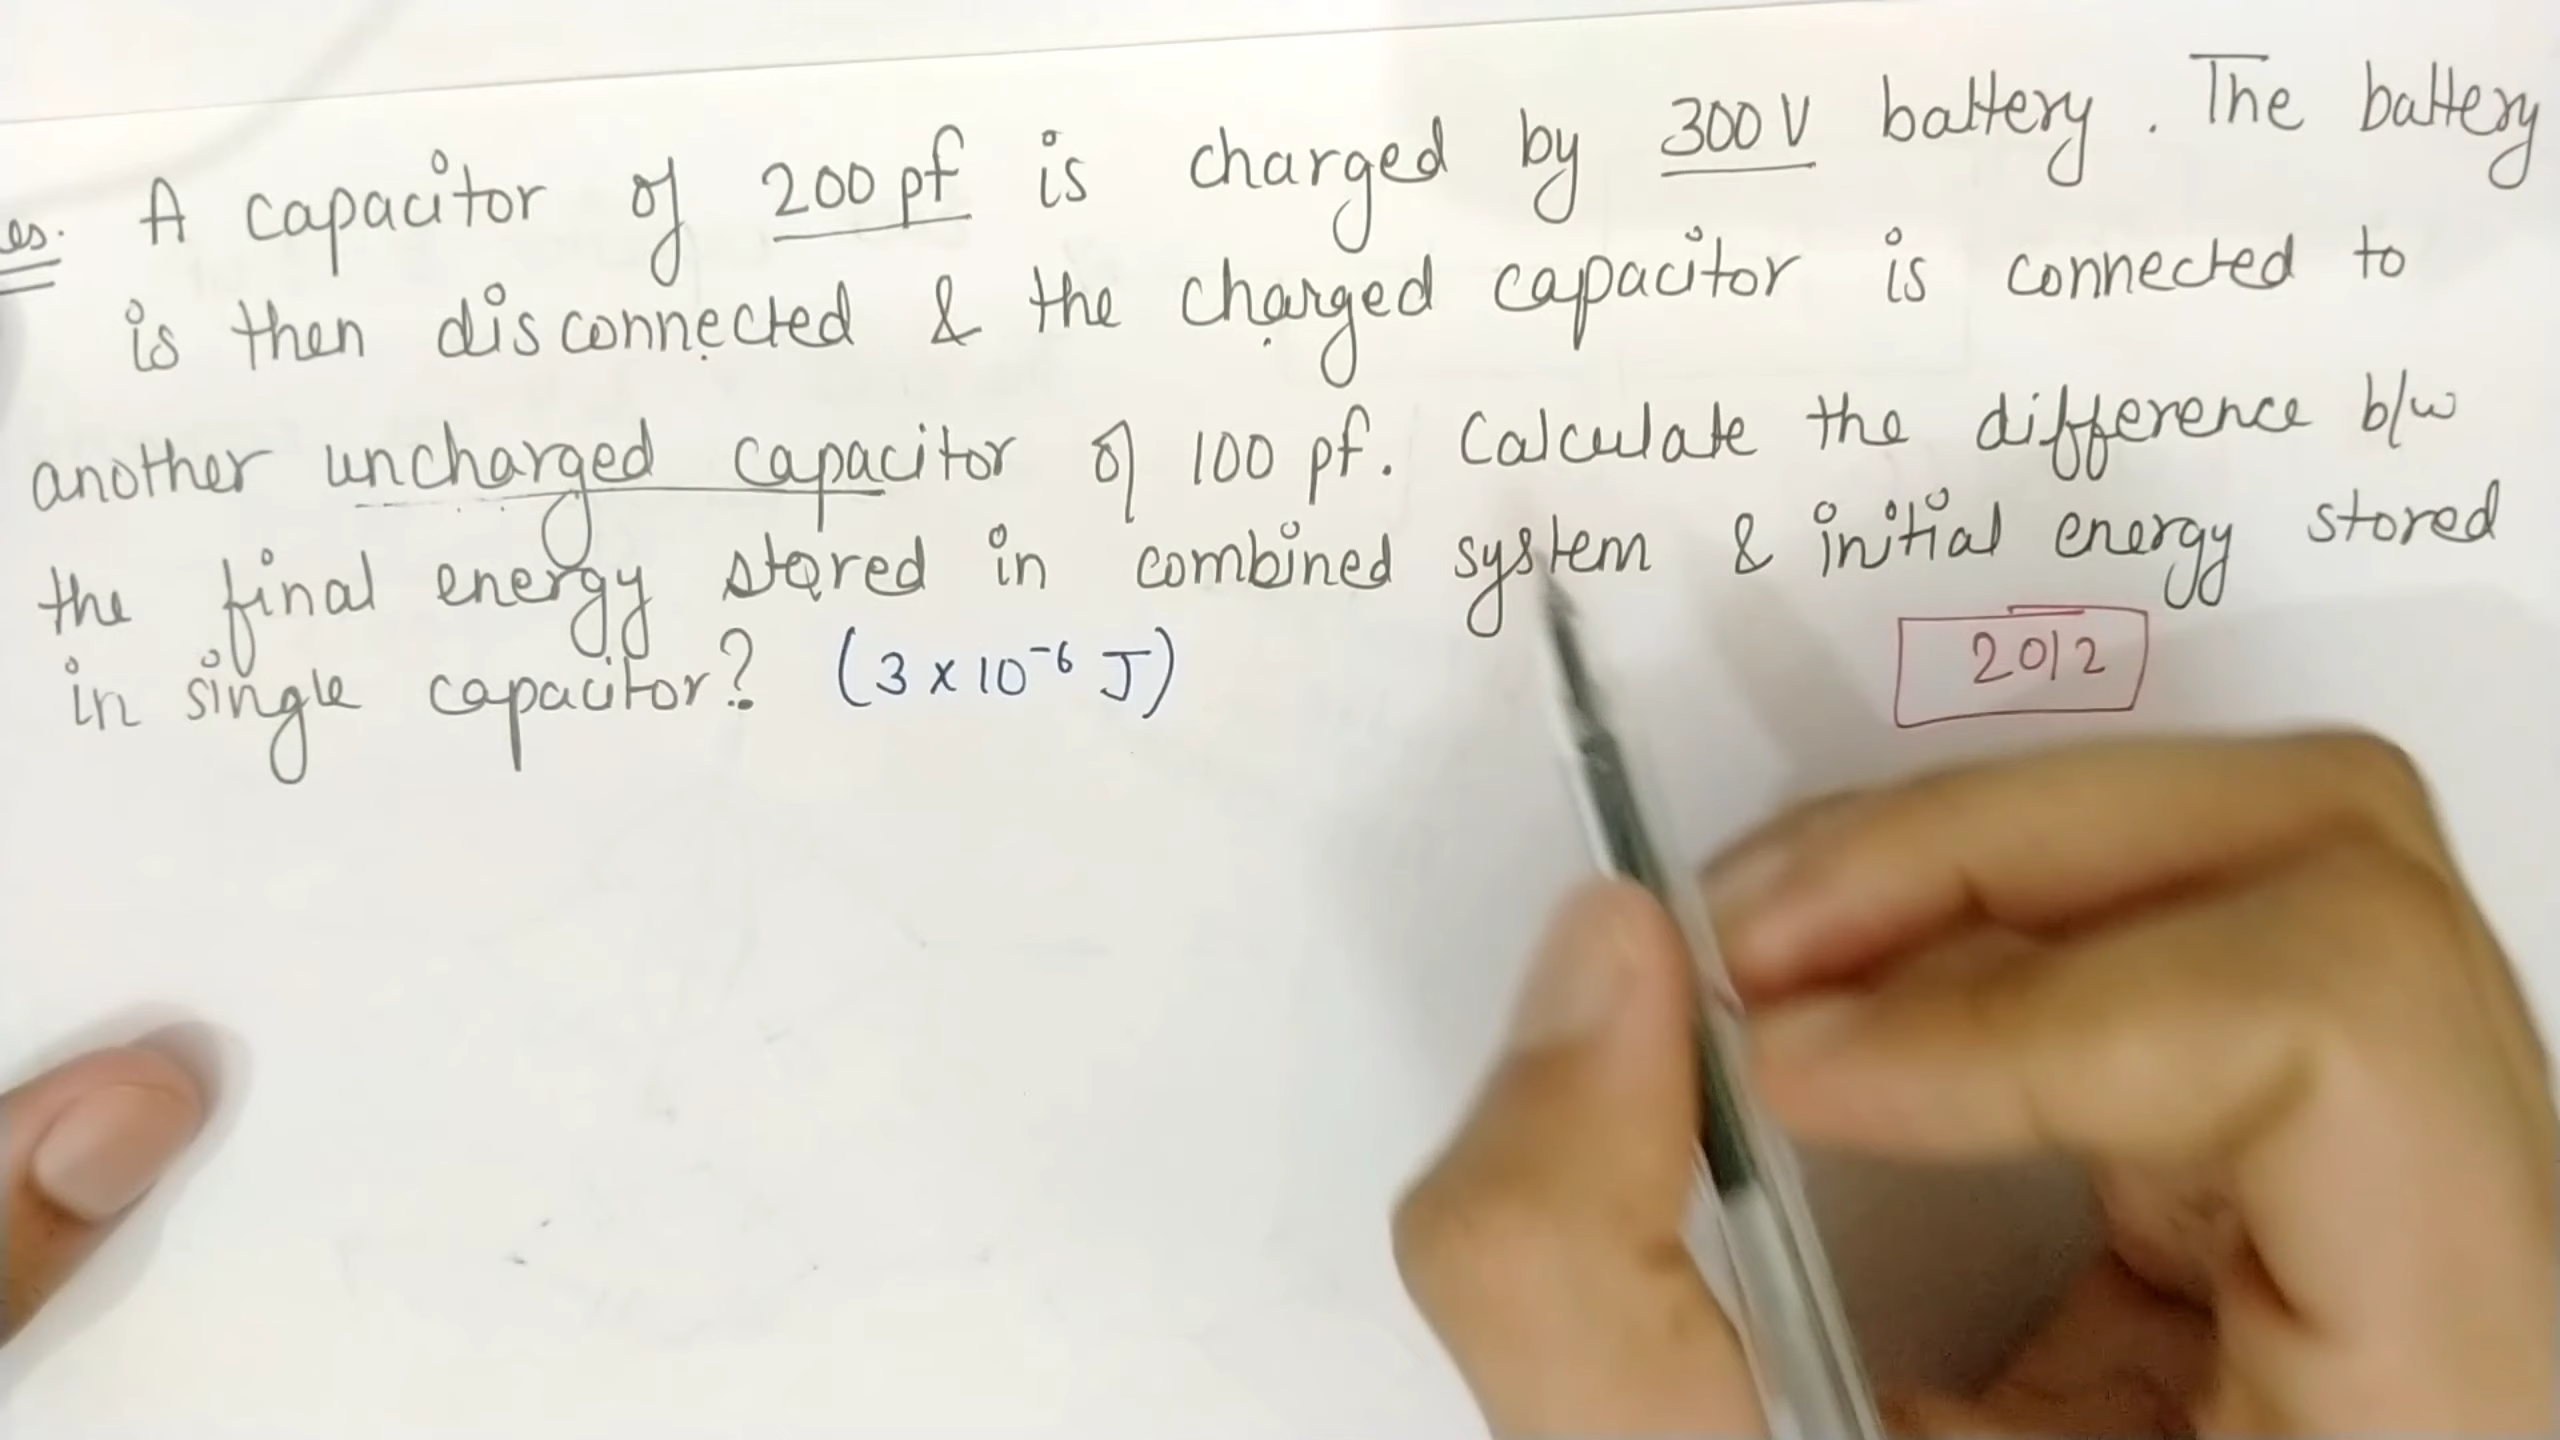 es. A capacitor of 200 pf is charged by 300 V battery. The battery
is then disconnected & the charged capacitor is connected to
another uncharged capacitor of 100 pf. Calculate the difference b/w
the final energy stored in combined system & initial energy stored
in single capacitor? (3 x 10⁻⁶ J)
2012